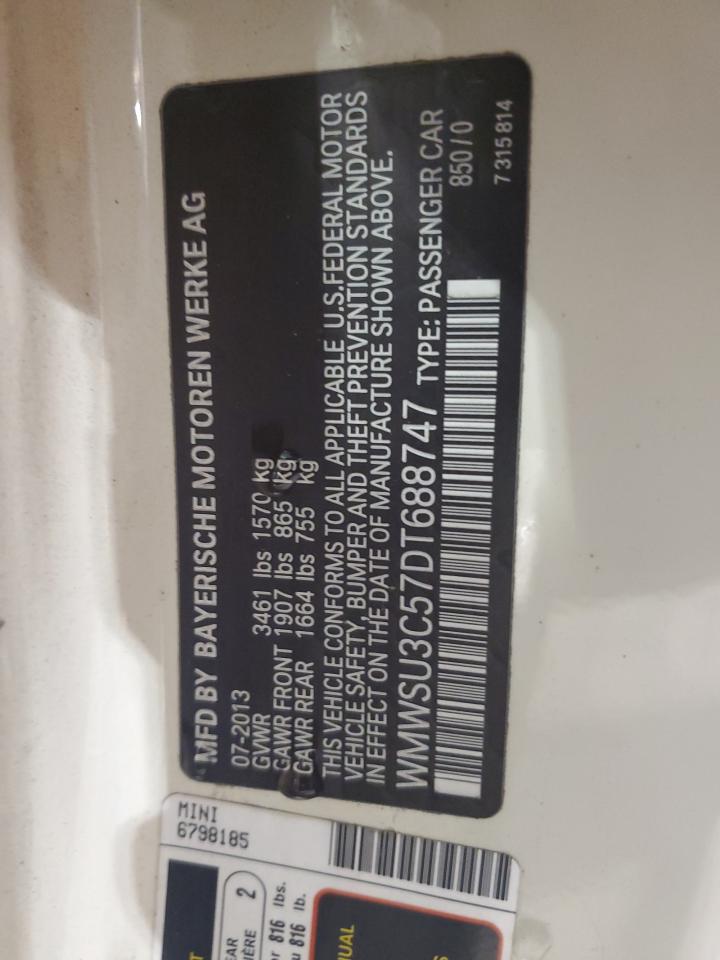 MFD BY BAYERISCHE MOTOREN WERKE AG
07-2013
GVWR 3461 lbs 1570 kg
GAWR FRONT 1907 lbs 865 kg
GAWR REAR 1664 lbs 755 kg
THIS VEHICLE CONFORMS TO ALL APPLICABLE U.S.FEDERAL MOTOR
VEHICLE SAFETY, BUMPER AND THEFT PREVENTION STANDARDS
IN EFFECT ON THE DATE OF MANUFACTURE SHOWN ABOVE.
WMWSU3C57DT688747 TYPE: PASSENGER CAR
850 / 0
7 315 814
MINI
6798185
2
816 lbs.
816 lb.